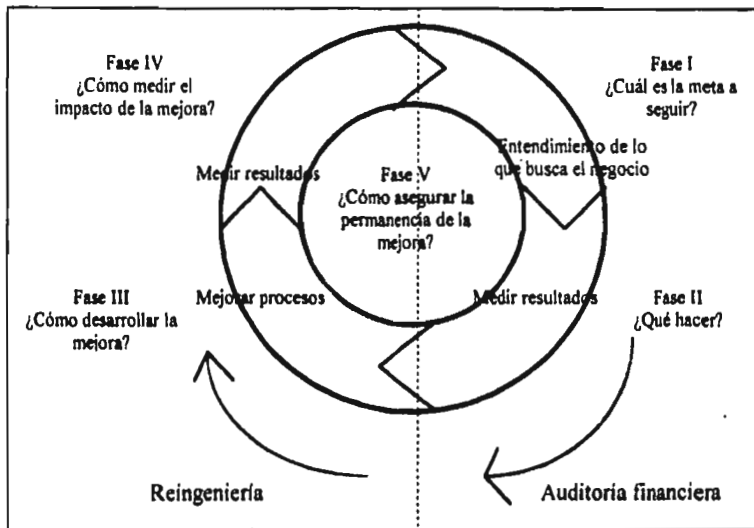 Fase IV
¿Cómo medir el
impacto de la mejora?
Fase I
¿Cuál es la meta a
seguir?
Entendimiento de lo
que busca el negocio
Medir resultados
Fase V
¿Cómo asegurar la
permanencia de la
mejora?
Fase III
¿Cómo desarrollar la
mejora?
Mejorar procesos
Medir resultados
Fase II
¿Qué hacer?
Reingeniería
Auditoría financiera